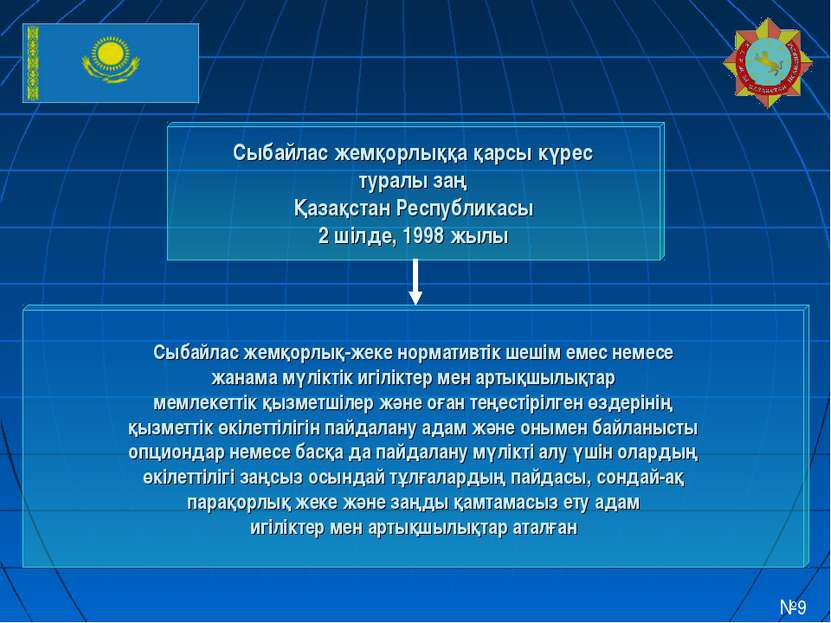 Сыбайлас жемқорлыққа қарсы күрес
туралы заң
Қазақстан Республикасы
2 шілде, 1998 жылы
Сыбайлас жемқорлық-жеке нормативтік шешім емес немесе
жанама мүліктік игіліктер мен артықшылықтар
мемлекеттік қызметшілер және оған теңестірілген өздерінің
қызметтік өкілеттілігін пайдалану адам және онымен байланысты
опциондар немесе басқа да пайдалану мүлікті алу үшін олардың
өкілеттілігі заңсыз осындай тұлғалардың пайдасы, сондай-ақ
парақорлық жеке және заңды қамтамасыз ету адам
игіліктер мен артықшылықтар аталған
№9